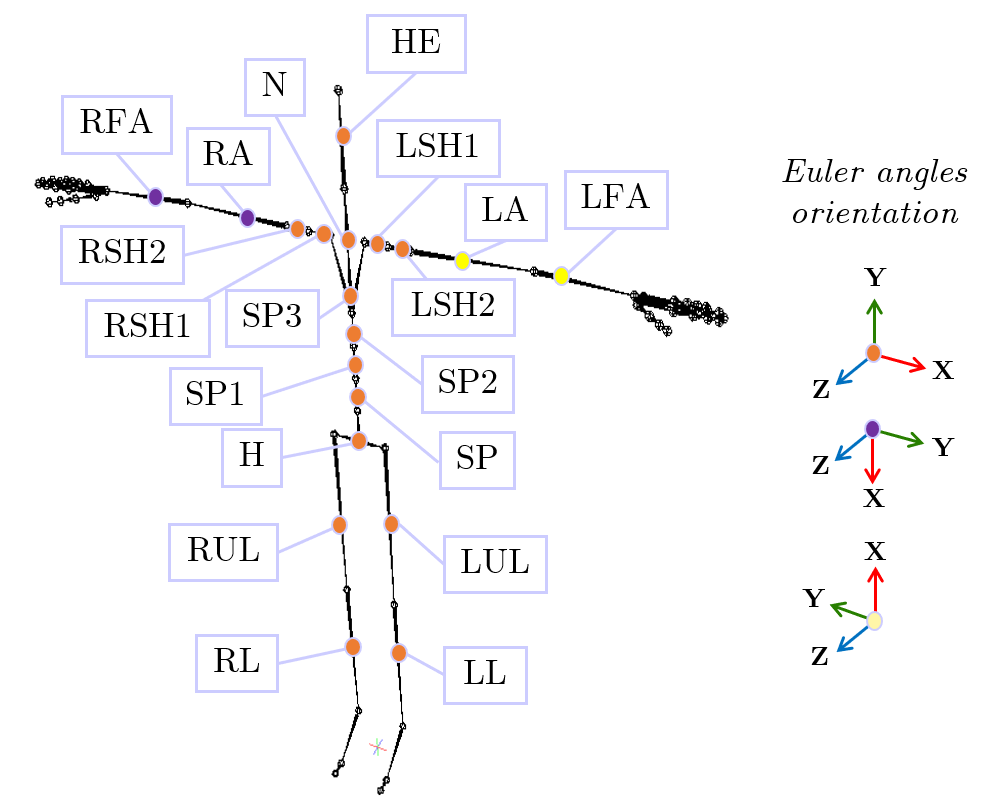 HE
N
RFA
RA
LSH1
LA
LFA
RSH2
RSH1
SP3
LSH2
SP1
SP2
H
SP
RUL
LUL
RL
LL
Euler angles
orientation
Y
X
Z
Y
Z
X
X
Y
Z